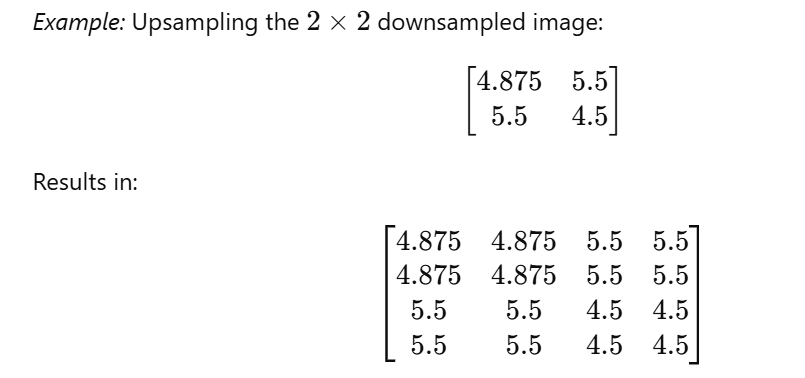 Example: Upsampling the 2 × 2 downsampled image:
[4.875 5.5
5.5 4.5]
Results in:
[4.875 4.875 5.5 5.5
4.875 4.875 5.5 5.5
5.5 5.5 4.5 4.5
5.5 5.5 4.5 4.5]